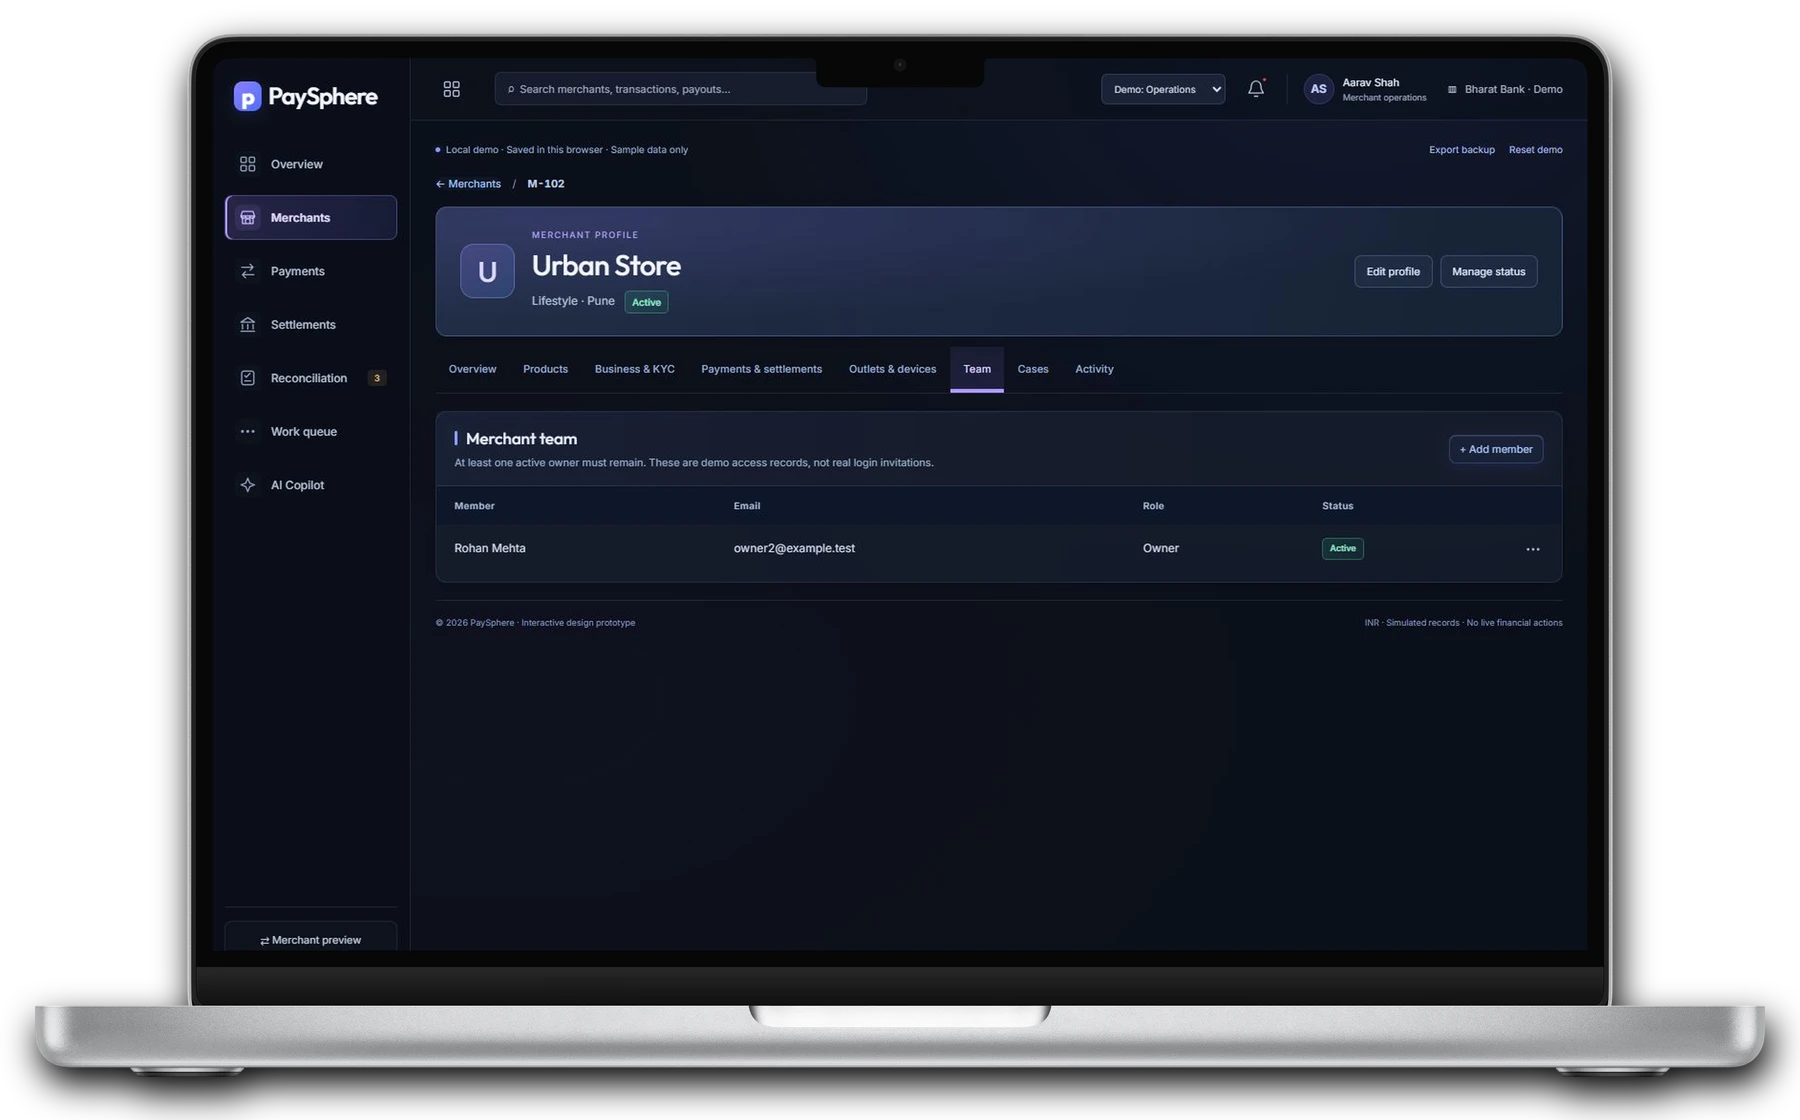 PaySphere
Overview
Merchants
Payments
Settlements
Reconciliation 3
Work queue
AI Copilot
⇄ Merchant preview
Search merchants, transactions, payouts...
Demo: Operations
AS
Aarav Shah
Merchant operations
Bharat Bank · Demo
Local demo · Saved in this browser · Sample data only
Export backup Reset demo
← Merchants / M-102
U
MERCHANT PROFILE
Urban Store
Lifestyle · Pune Active
Edit profile Manage status
Overview Products Business & KYC Payments & settlements Outlets & devices Team Cases Activity
Merchant team
At least one active owner must remain. These are demo access records, not real login invitations.
+ Add member
Member Email Role Status
Rohan Mehta owner2@example.test Owner Active
© 2026 PaySphere · Interactive design prototype
INR · Simulated records · No live financial actions